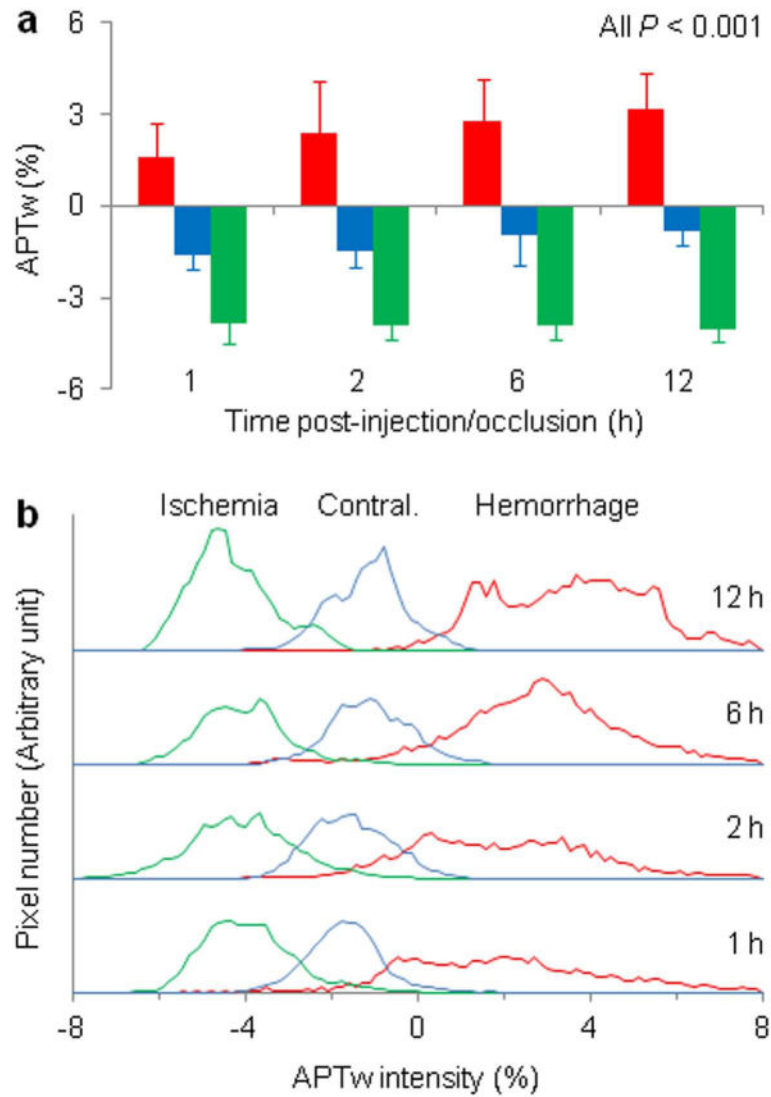 a
All P < 0.001
6
3
0
-3
-6
APTw (%)
1 2 6 12
Time post-injection/occlusion (h)
b
Ischemia Contral. Hemorrhage
12 h
6 h
2 h
1 h
Pixel number (Arbitrary unit)
-8 -4 0 4 8
APTw intensity (%)